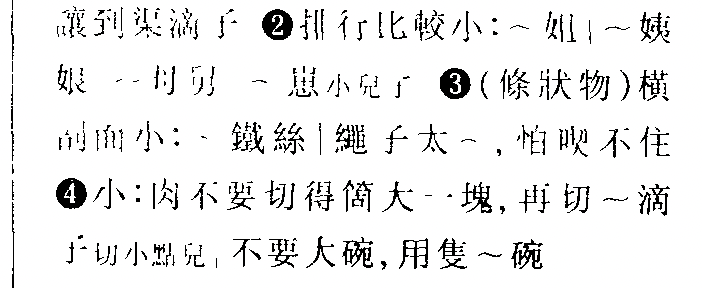 讓到渠滴子 ❷排行比較小：～姐｜～姨
娘｜～母舅｜～崽小兒子 ❸（條狀物）橫
剖面小：～鐵絲｜繩子太～，怕喫不住
❹小：肉不要切得箇大一塊，再切～滴
子切小點兒｜不要大碗，用隻～碗